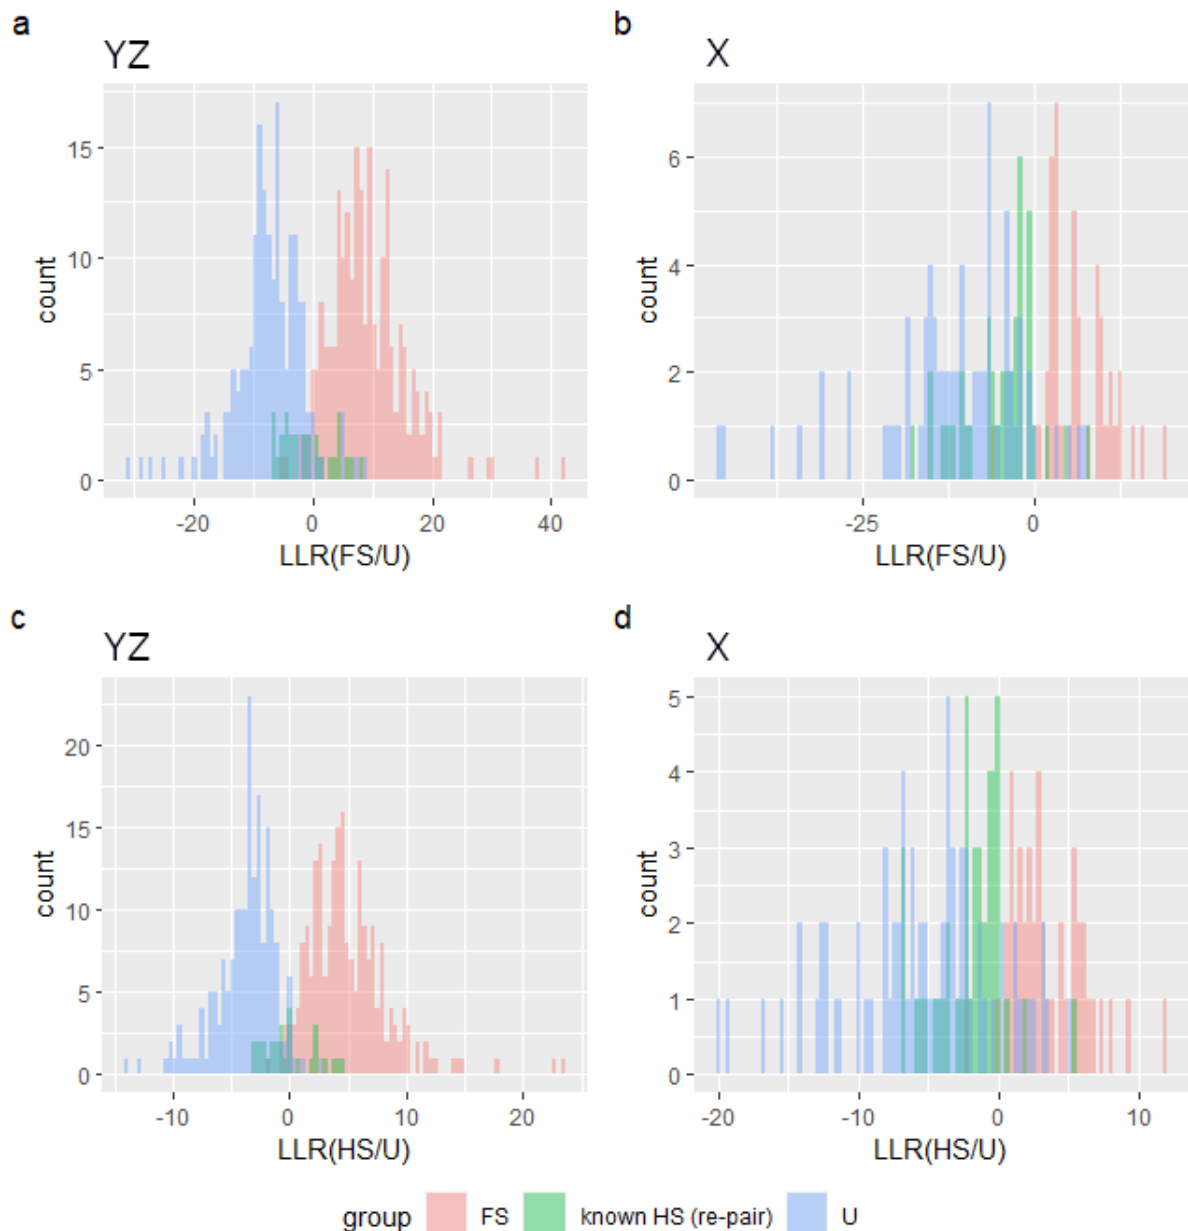 a
YZ
15
10
5
0
count
-20 0 20 40
LLR(FS/U)
b
X
6
4
2
0
count
-25 0
LLR(FS/U)
c
YZ
20
15
10
5
0
count
-10 0 10 20
LLR(HS/U)
d
X
5
4
3
2
1
0
count
-20 -10 0 10
LLR(HS/U)
group FS known HS (re-pair) U